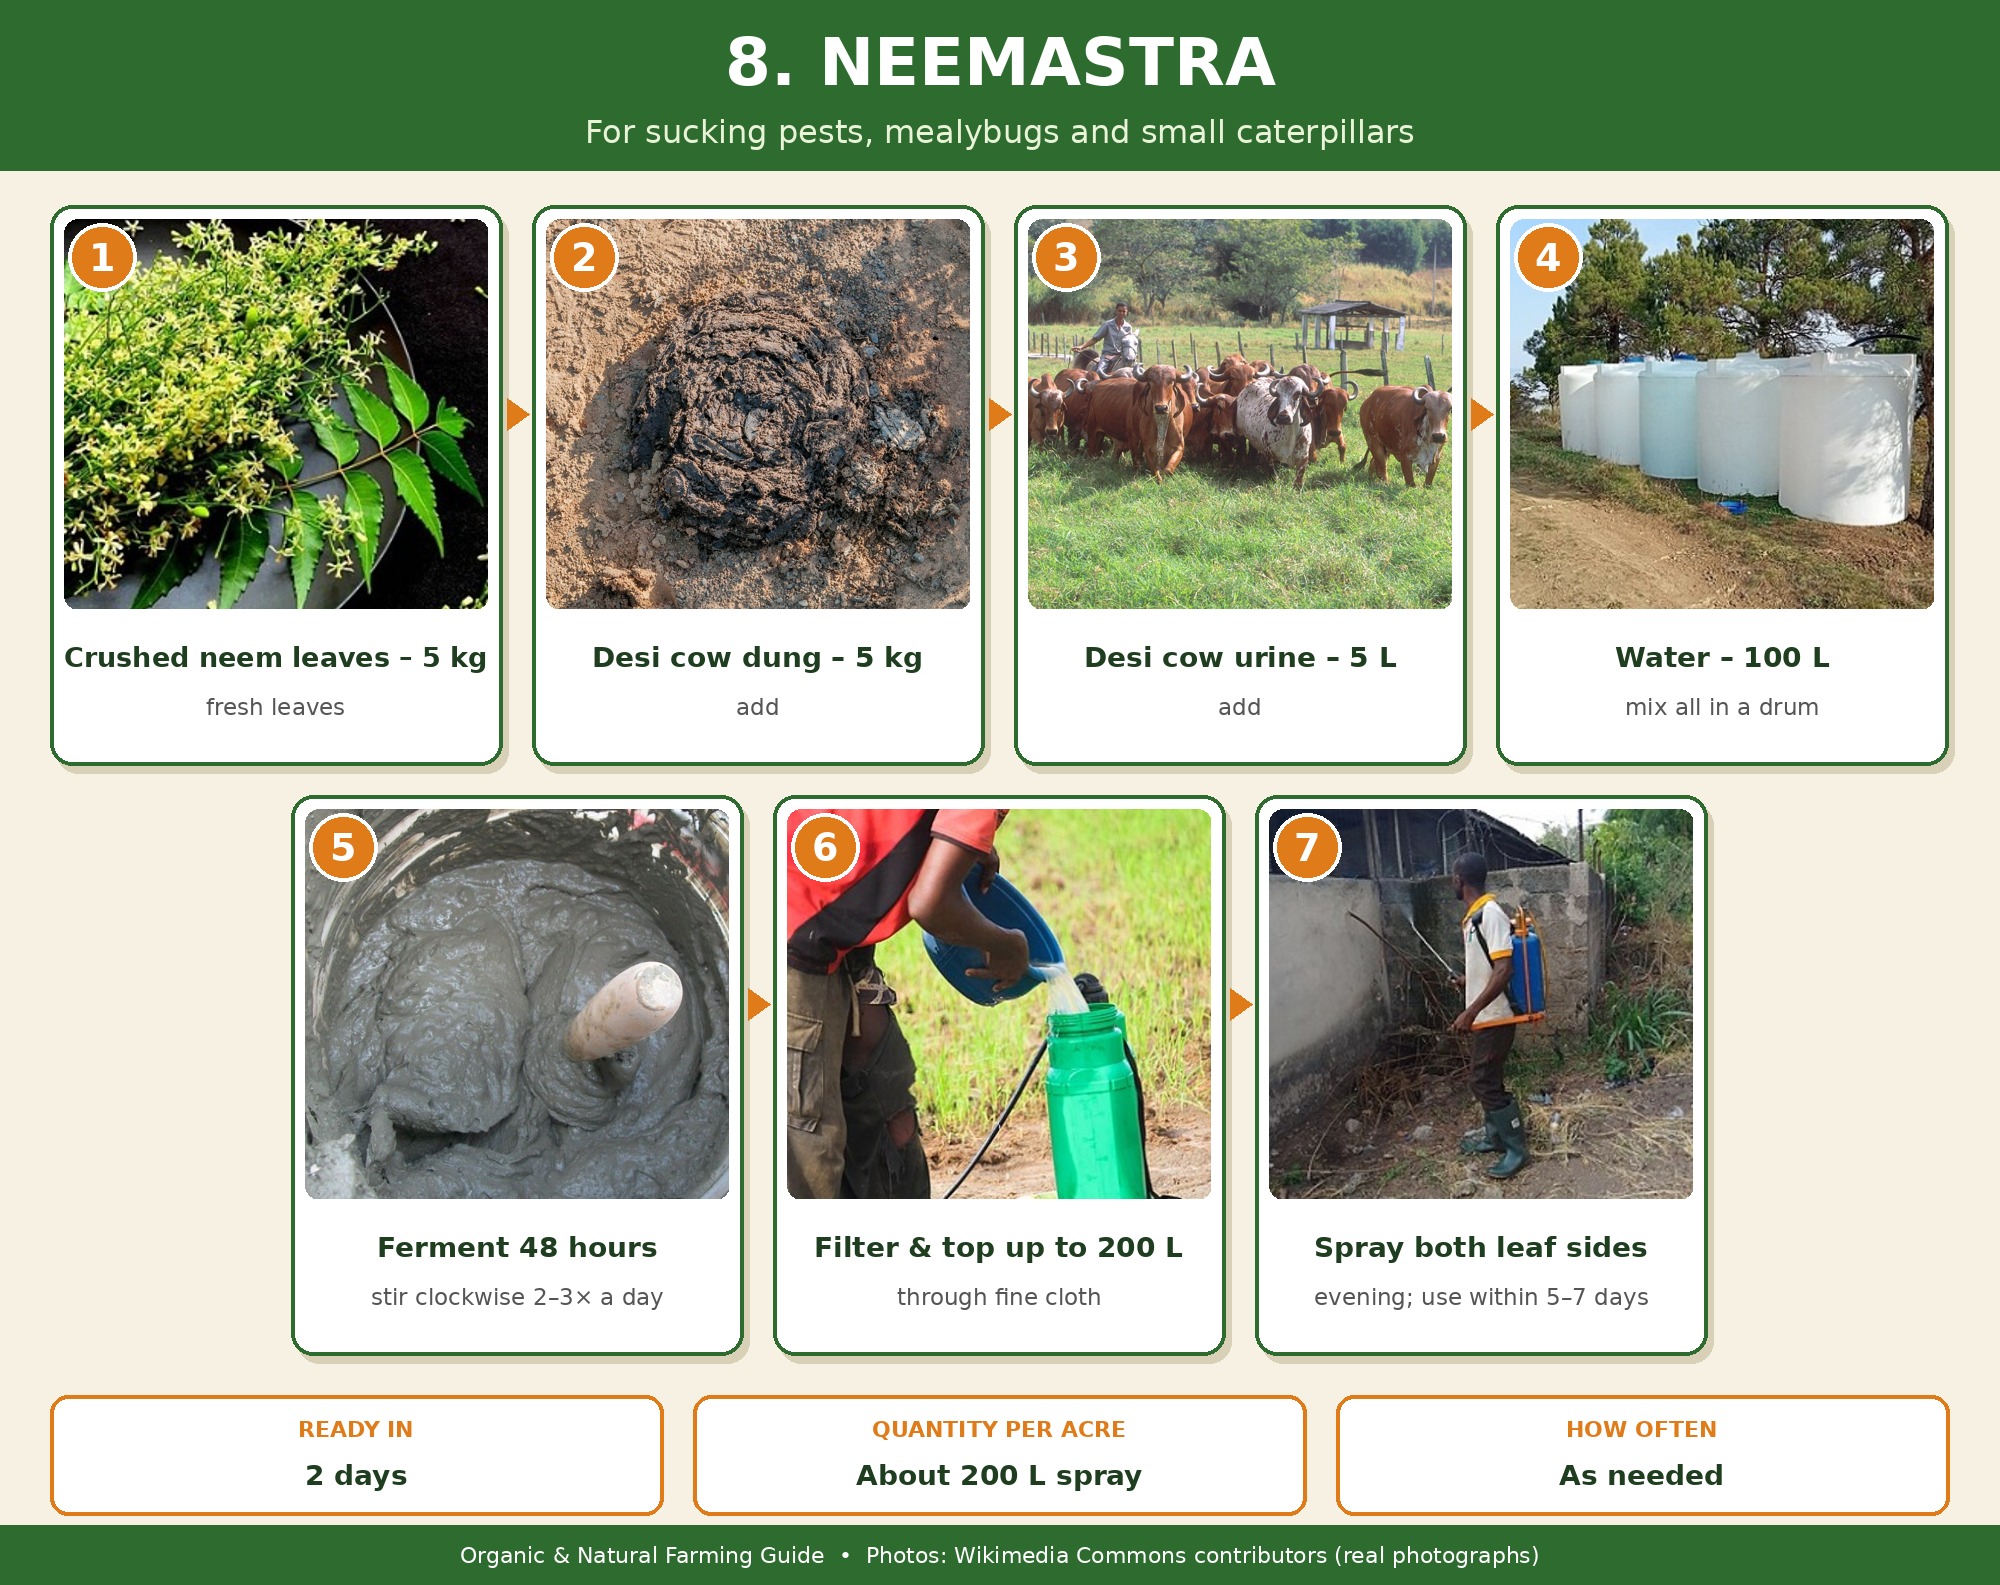 8. NEEMASTRA
For sucking pests, mealybugs and small caterpillars
1
Crushed neem leaves – 5 kg
fresh leaves
2
Desi cow dung – 5 kg
add
3
Desi cow urine – 5 L
add
4
Water – 100 L
mix all in a drum
5
Ferment 48 hours
stir clockwise 2–3× a day
6
Filter & top up to 200 L
through fine cloth
7
Spray both leaf sides
evening; use within 5–7 days
READY IN
2 days
QUANTITY PER ACRE
About 200 L spray
HOW OFTEN
As needed
Organic & Natural Farming Guide • Photos: Wikimedia Commons contributors (real photographs)